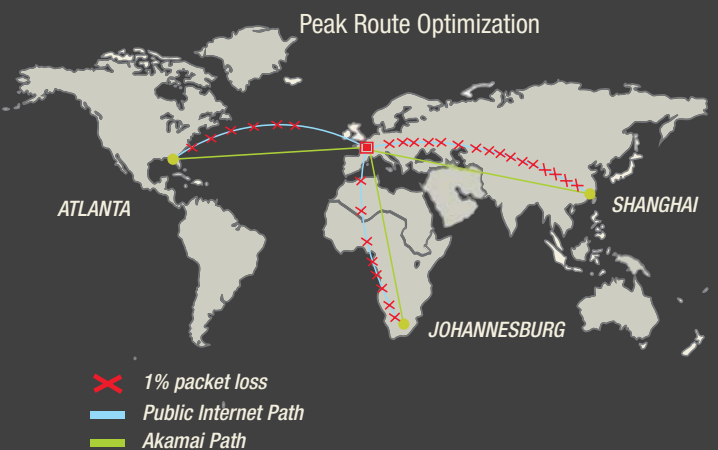 Peak Route Optimization
ATLANTA
SHANGHAI
JOHANNESBURG
1% packet loss
Public Internet Path
Akamai Path